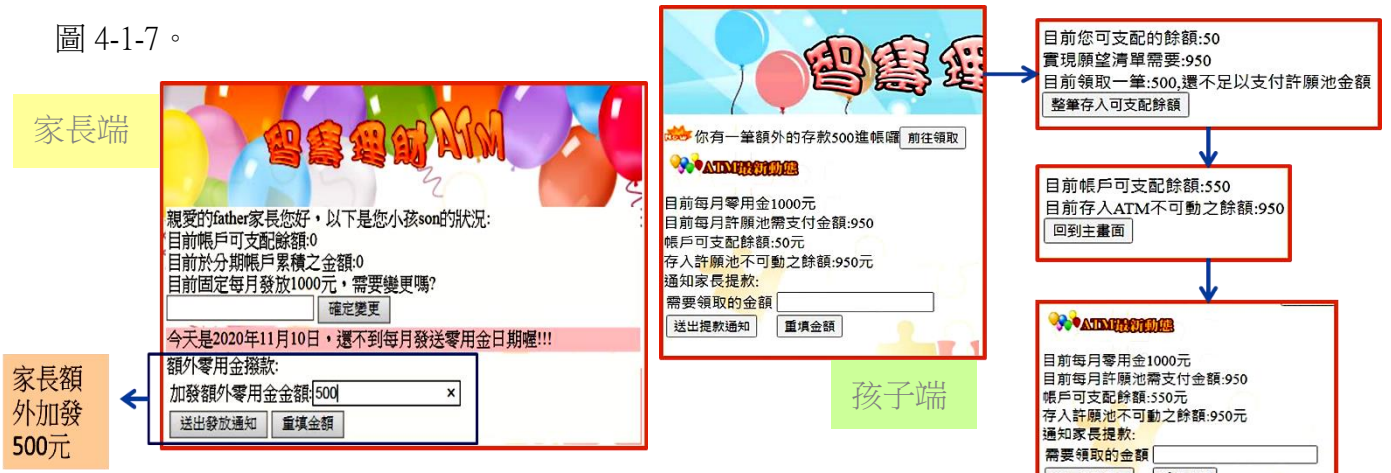 圖 4-1-7。
家長端
智慧理財ATM
親愛的father家長您好，以下是您小孩son的狀況:
目前帳戶可支配餘額:0
目前於分期帳戶累積之金額:0
目前固定每月發放1000元，需要變更嗎?
確定變更
今天是2020年11月10日，還不到每月發送零用金日期喔!!!
額外零用金撥款:
加發額外零用金金額:500 ×
送出發放通知 重填金額
家長額
外加發
500元
智慧理
你有一筆額外的存款500進帳囉 前往領取
ATM最新動態
目前每月零用金1000元
目前每月許願池需支付金額:950
帳戶可支配餘額:50元
存入許願池不可動之餘額:950元
通知家長提款:
需要領取的金額
送出提款通知 重填金額
孩子端
目前您可支配的餘額:50
實現願望清單需要:950
目前領取一筆:500,還不足以支付許願池金額
整筆存入可支配餘額
目前帳戶可支配餘額:550
目前存入ATM不可動之餘額:950
回到主畫面
ATM最新動態
目前每月零用金1000元
目前每月許願池需支付金額:950
帳戶可支配餘額:550元
存入許願池不可動之餘額:950元
通知家長提款:
需要領取的金額